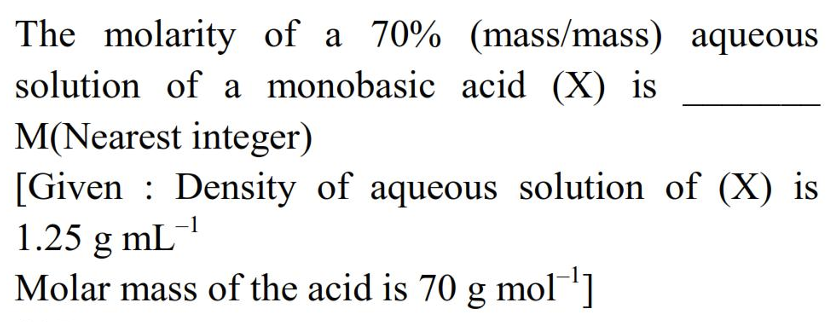 The molarity of a 70% (mass/mass) aqueous
solution of a monobasic acid (X) is _______
M(Nearest integer)
[Given : Density of aqueous solution of (X) is
1.25 g mL⁻¹
Molar mass of the acid is 70 g mol⁻¹]